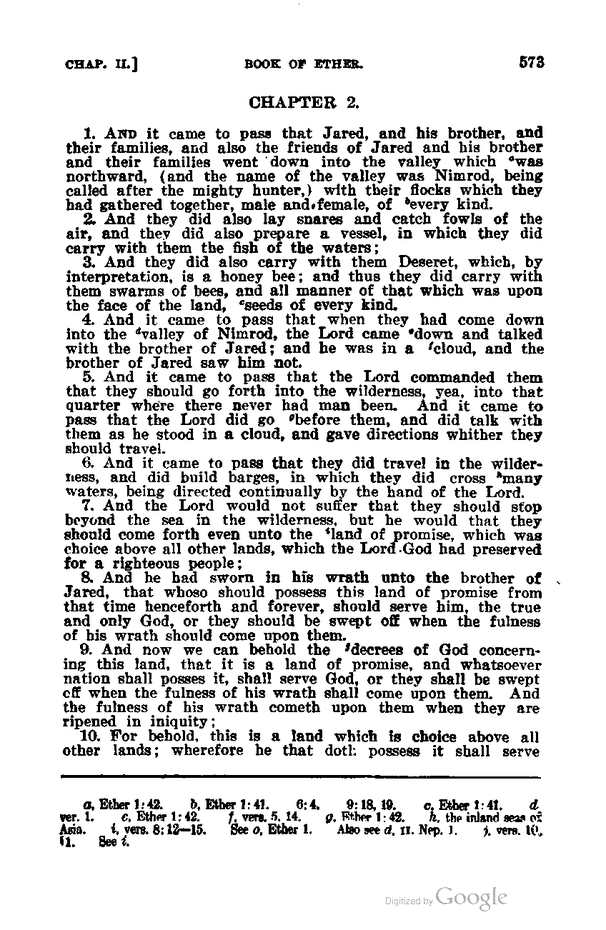 CHAP. II.] BOOK OF ETHER. 573
CHAPTER 2.
1. AND it came to pass that Jared, and his brother, and
their families, and also the friends of Jared and his brother
and their families went down into the valley which ᵃwas
northward, (and the name of the valley was Nimrod, being
called after the mighty hunter,) with their flocks which they
had gathered together, male and female, of ᵇevery kind.
2. And they did also lay snares and catch fowls of the
air, and they did also prepare a vessel, in which they did
carry with them the fish of the waters;
3. And they did also carry with them Deseret, which, by
interpretation, is a honey bee; and thus they did carry with
them swarms of bees, and all manner of that which was upon
the face of the land, ᶜseeds of every kind.
4. And it came to pass that when they had come down
into the ᵈvalley of Nimrod, the Lord came ᵉdown and talked
with the brother of Jared; and he was in a ᶠcloud, and the
brother of Jared saw him not.
5. And it came to pass that the Lord commanded them
that they should go forth into the wilderness, yea, into that
quarter where there never had man been. And it came to
pass that the Lord did go ᵍbefore them, and did talk with
them as he stood in a cloud, and gave directions whither they
should travel.
6. And it came to pass that they did travel in the wilder-
ness, and did build barges, in which they did cross ʰmany
waters, being directed continually by the hand of the Lord.
7. And the Lord would not suffer that they should stop
beyond the sea in the wilderness, but he would that they
should come forth even unto the ⁱland of promise, which was
choice above all other lands, which the Lord God had preserved
for a righteous people;
8. And he had sworn in his wrath unto the brother of
Jared, that whoso should possess this land of promise from
that time henceforth and forever, should serve him, the true
and only God, or they should be swept off when the fulness
of his wrath should come upon them.
9. And now we can behold the ʲdecrees of God concern-
ing this land, that it is a land of promise, and whatsoever
nation shall posses it, shall serve God, or they shall be swept
off when the fulness of his wrath shall come upon them. And
the fulness of his wrath cometh upon them when they are
ripened in iniquity;
10. For behold, this is a land which is choice above all
other lands; wherefore he that doth possess it shall serve
a, Ether 1:42. b, Ether 1:41. 6:4. 9:18, 19. c, Ether 1:41. d,
ver. 1. e, Ether 1:42. f, vers. 5, 14. g, Ether 1:42. h, the inland seas of
Asia. i, vers. 8:12—15. See o, Ether 1. Also see d, II. Nep. 1. j, vers. 10,
11. See i.
Digitized by Google